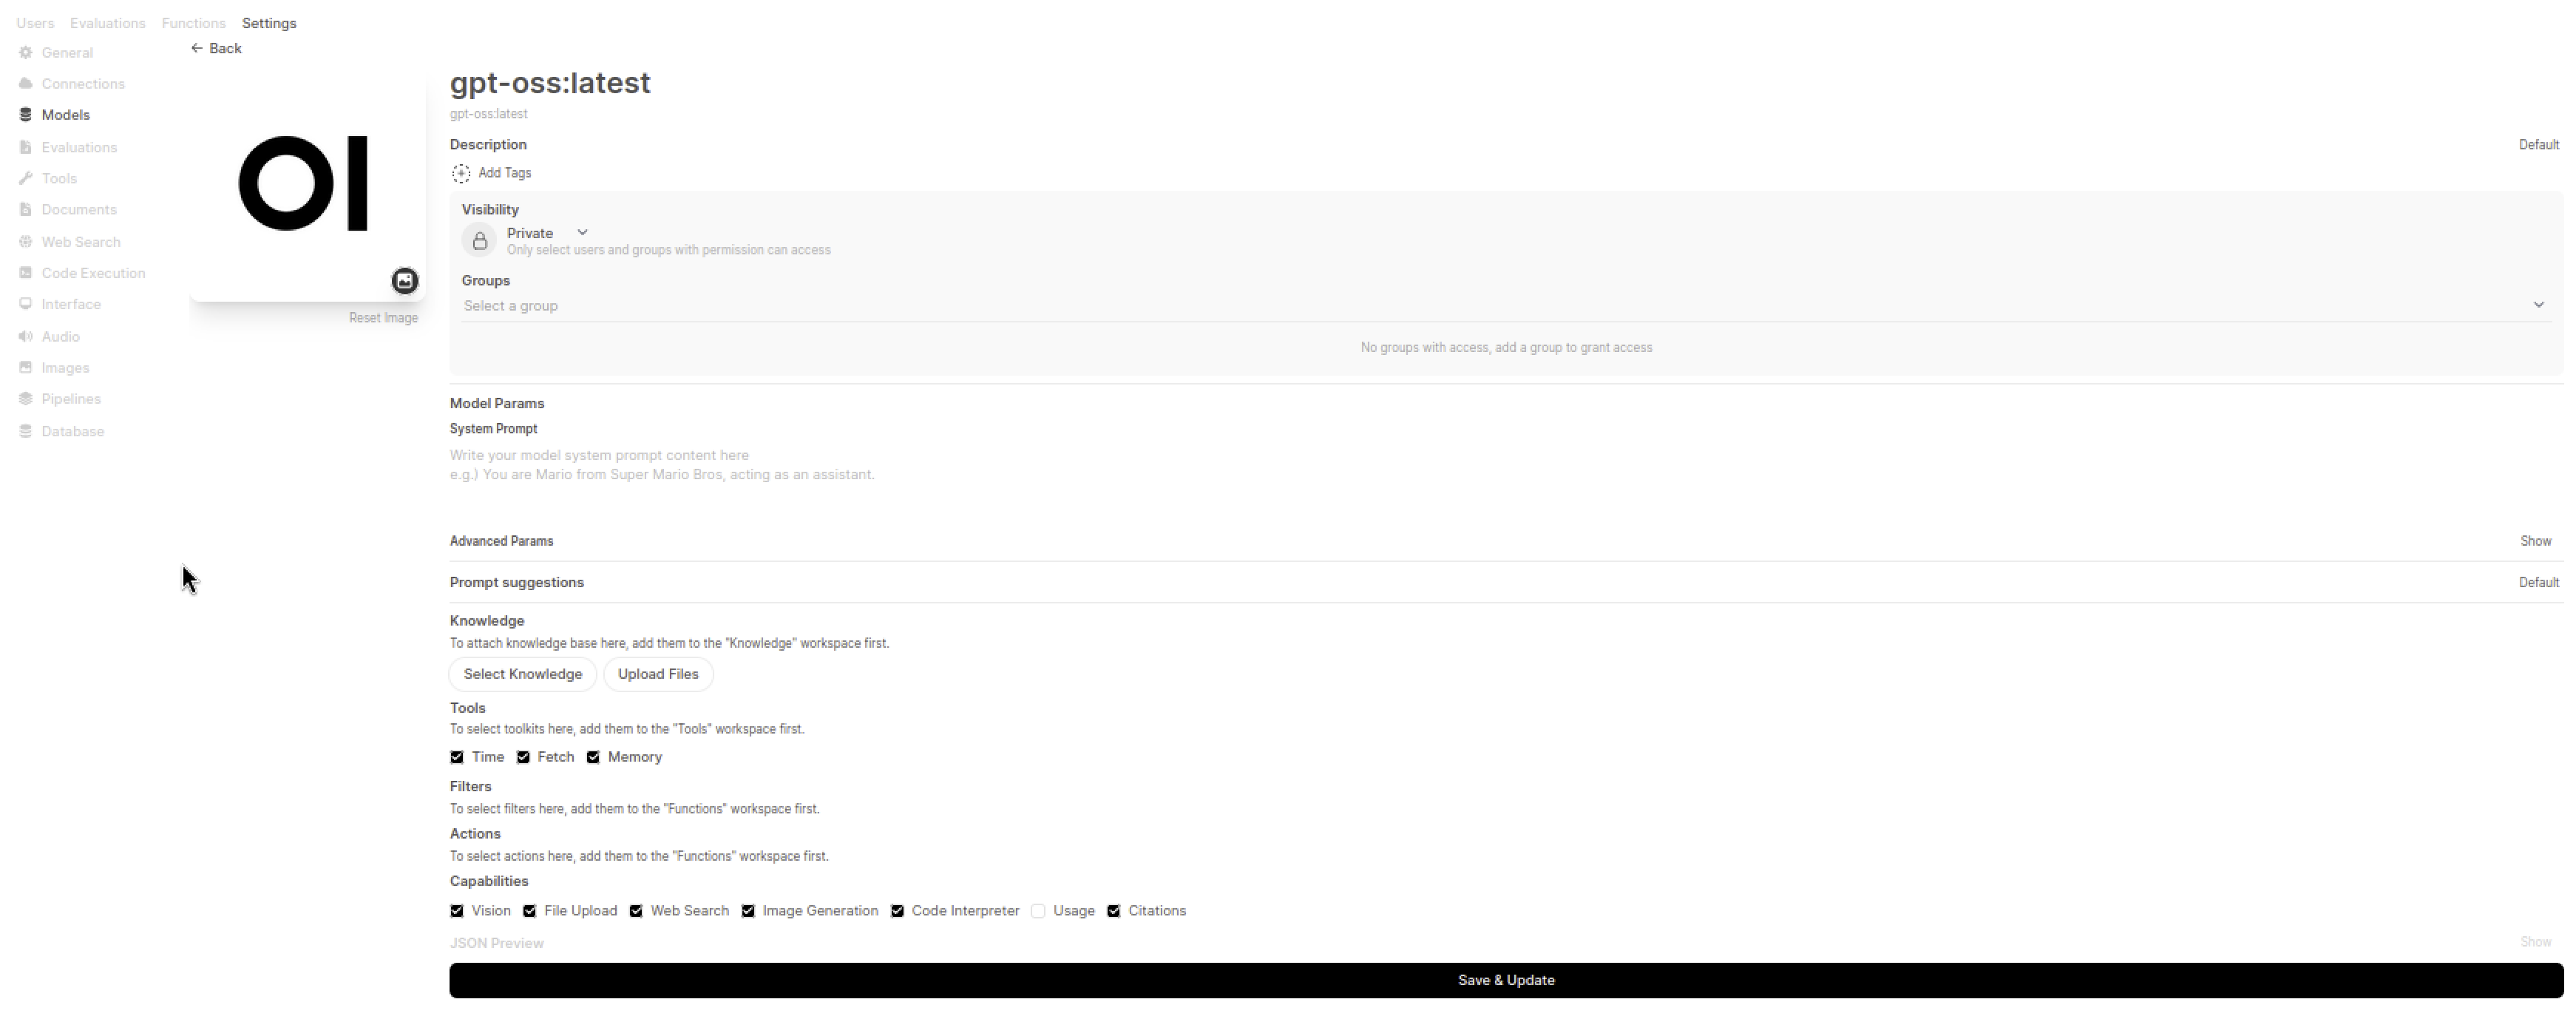 Users Evaluations Functions Settings
General
Connections
Models
Evaluations
Tools
Documents
Web Search
Code Execution
Interface
Audio
Images
Pipelines
Database
← Back
OI
Reset Image
gpt-oss:latest
gpt-oss:latest
Description Default
Add Tags
Visibility
Private
Only select users and groups with permission can access
Groups
Select a group
No groups with access, add a group to grant access
Model Params
System Prompt
Write your model system prompt content here
e.g.) You are Mario from Super Mario Bros, acting as an assistant.
Advanced Params Show
Prompt suggestions Default
Knowledge
To attach knowledge base here, add them to the "Knowledge" workspace first.
Select Knowledge Upload Files
Tools
To select toolkits here, add them to the "Tools" workspace first.
Time Fetch Memory
Filters
To select filters here, add them to the "Functions" workspace first.
Actions
To select actions here, add them to the "Functions" workspace first.
Capabilities
Vision File Upload Web Search Image Generation Code Interpreter Usage Citations
JSON Preview Show
Save & Update